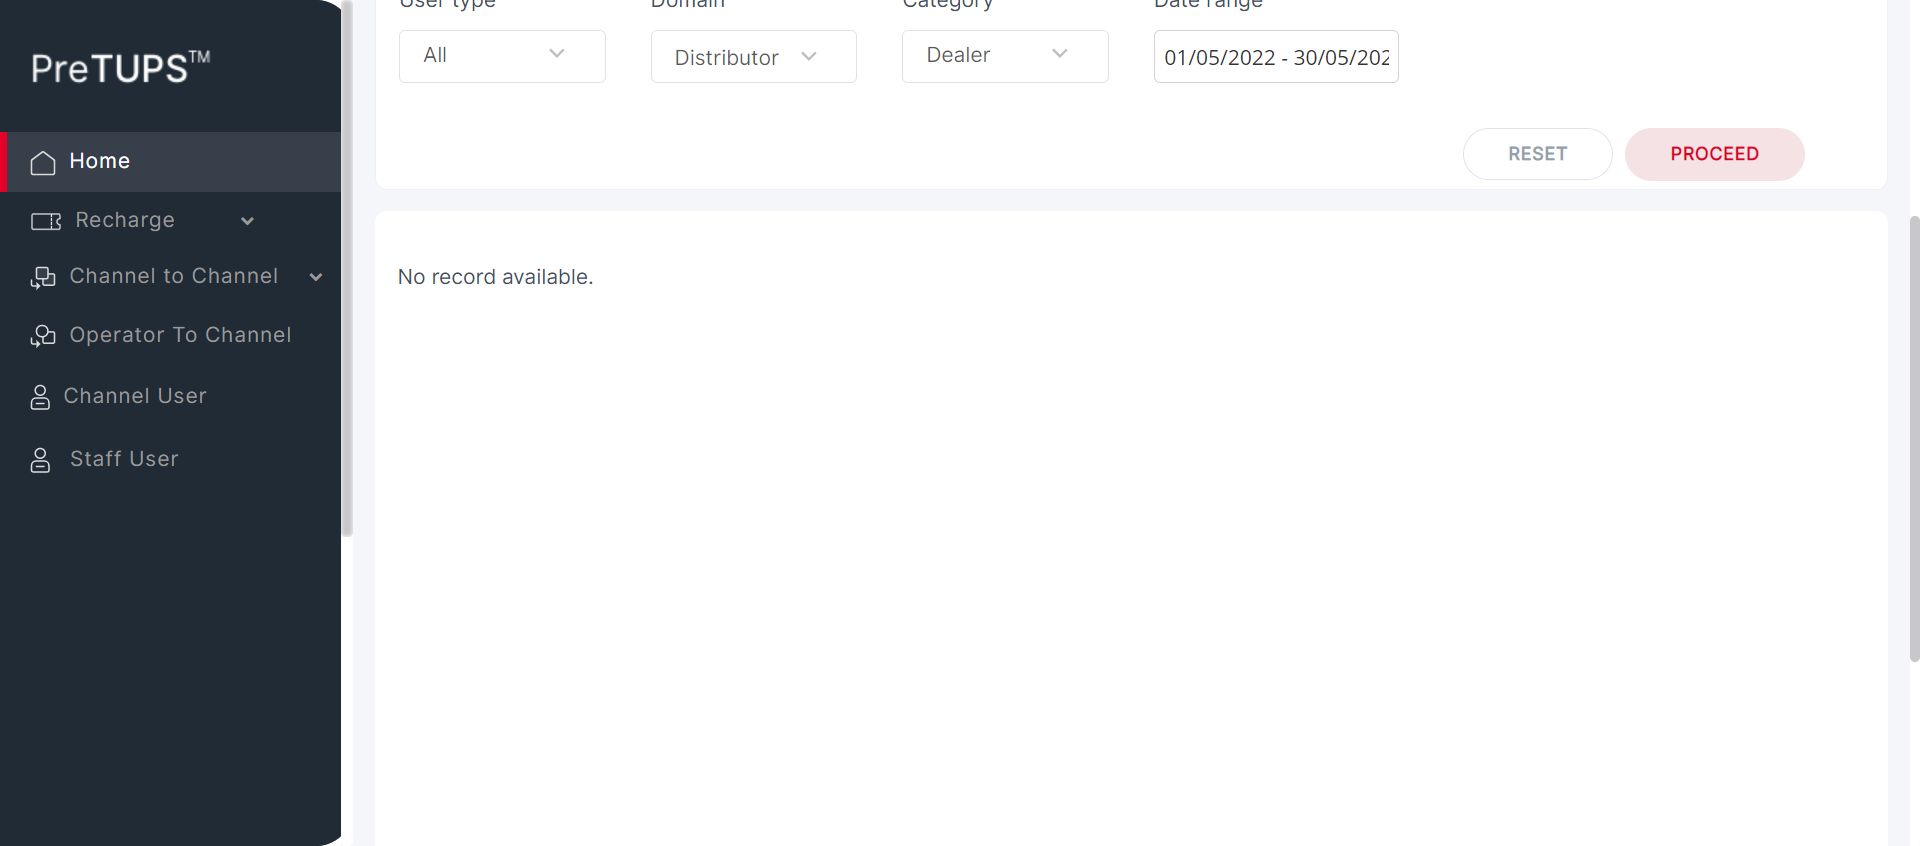 User type
Domain
Category
Date range
All
Distributor
Dealer
01/05/2022 - 30/05/202
RESET
PROCEED
No record available.
PreTUPS™
Home
Recharge
Channel to Channel
Operator To Channel
Channel User
Staff User